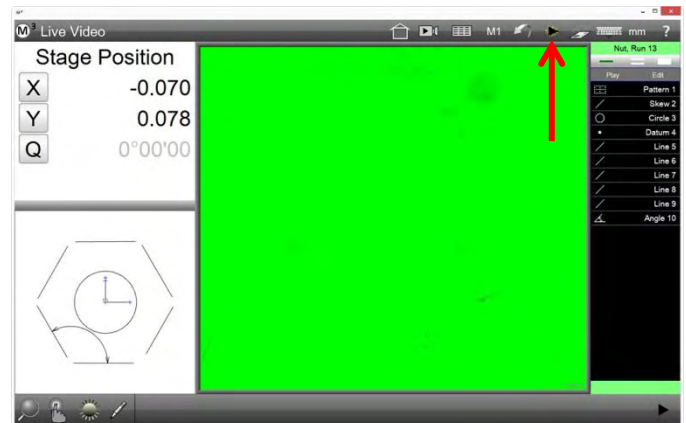 M³ Live Video
M1
mm
?
Stage Position
X -0.070
Y 0.078
Q 0°00'00
Nut, Run 13
Play Edit
Pattern 1
Skew 2
Circle 3
Datum 4
Line 5
Line 6
Line 7
Line 8
Line 9
Angle 10